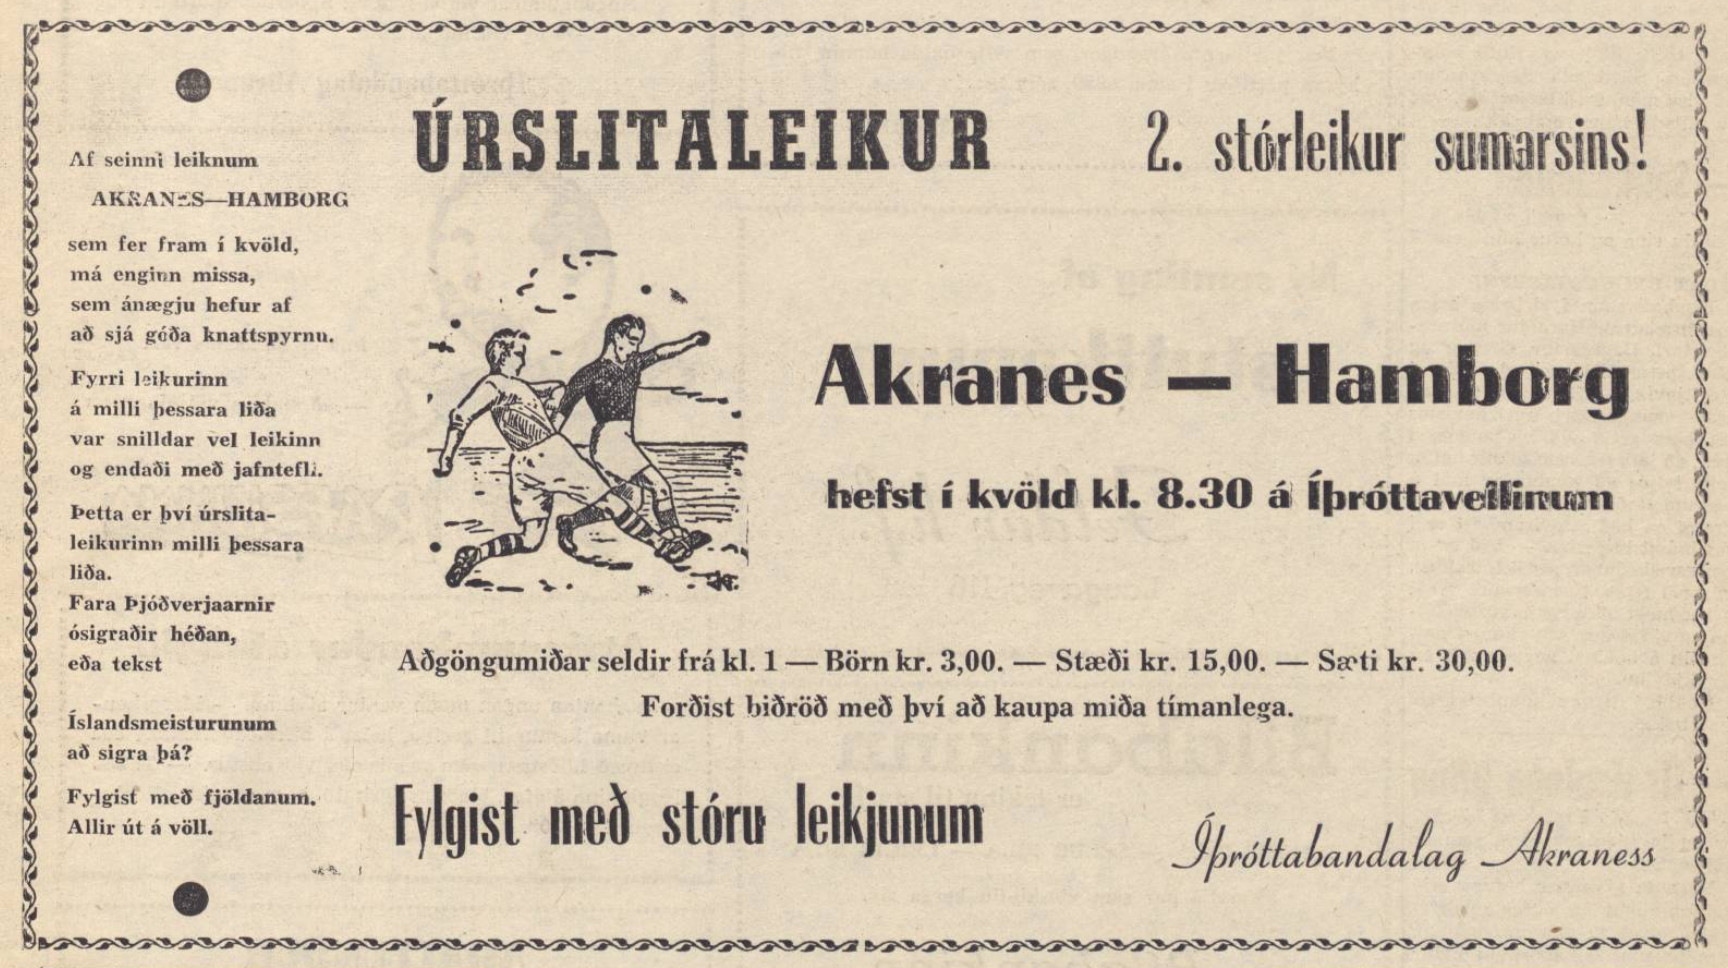 Af seinni leiknum
AKRANES—HAMBORG
sem fer fram í kvöld,
má enginn missa,
sem ánægju hefur af
að sjá góða knattspyrnu.
Fyrri leikurinn
á milli þessara liða
var snilldar vel leikinn
og endaði með jafntefli.
Þetta er því úrslita-
leikurinn milli þessara
liða.
Fara Þjóðverjaarnir
ósigraðir héðan,
eða tekst
Íslandsmeisturunum
að sigra þá?
Fylgist með fjöldanum.
Allir út á völl.
ÚRSLITALEIKUR
2. stórleikur sumarsins!
Akranes — Hamborg
hefst í kvöld kl. 8.30 á Íþróttavellinum
Aðgöngumiðar seldir frá kl. 1 — Börn kr. 3,00. — Stæði kr. 15,00. — Sæti kr. 30,00.
Forðist biðröð með því að kaupa miða tímanlega.
Fylgist með stóru leikjunum
Íþróttabandalag Akraness